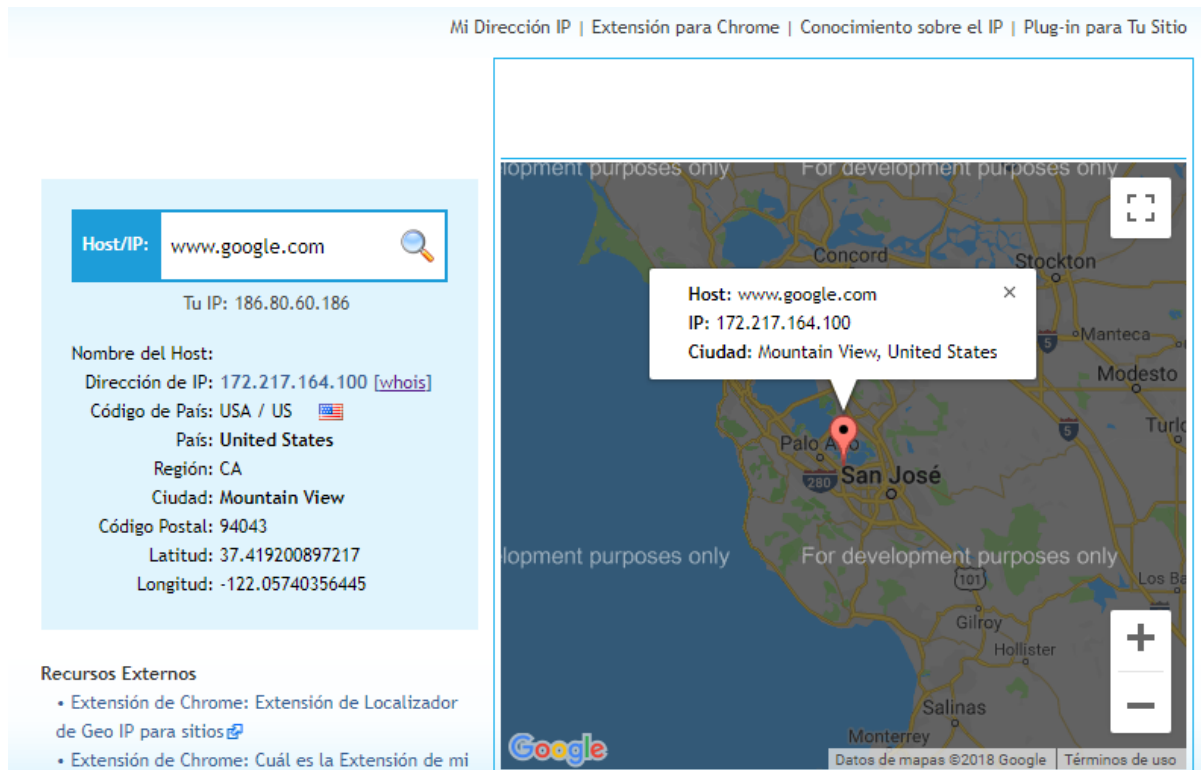 Mi Dirección IP | Extensión para Chrome | Conocimiento sobre el IP | Plug-in para Tu Sitio
Host/IP: www.google.com
Tu IP: 186.80.60.186
Nombre del Host:
Dirección de IP: 172.217.164.100 [whois]
Código de País: USA / US
País: United States
Región: CA
Ciudad: Mountain View
Código Postal: 94043
Latitud: 37.419200897217
Longitud: -122.05740356445
Recursos Externos
• Extensión de Chrome: Extensión de Localizador
de Geo IP para sitios
• Extensión de Chrome: Cuál es la Extensión de mi
lopment purposes only For development purposes only
Concord
Stockton
Host: www.google.com
IP: 172.217.164.100
Ciudad: Mountain View, United States
Manteca
5
Modesto
5
Palo
280
San José
lopment purposes only For development purposes only
101
Los
Gilroy
Hollister
Salinas
Monterrey
Google
Datos de mapas ©2018 Google Términos de uso